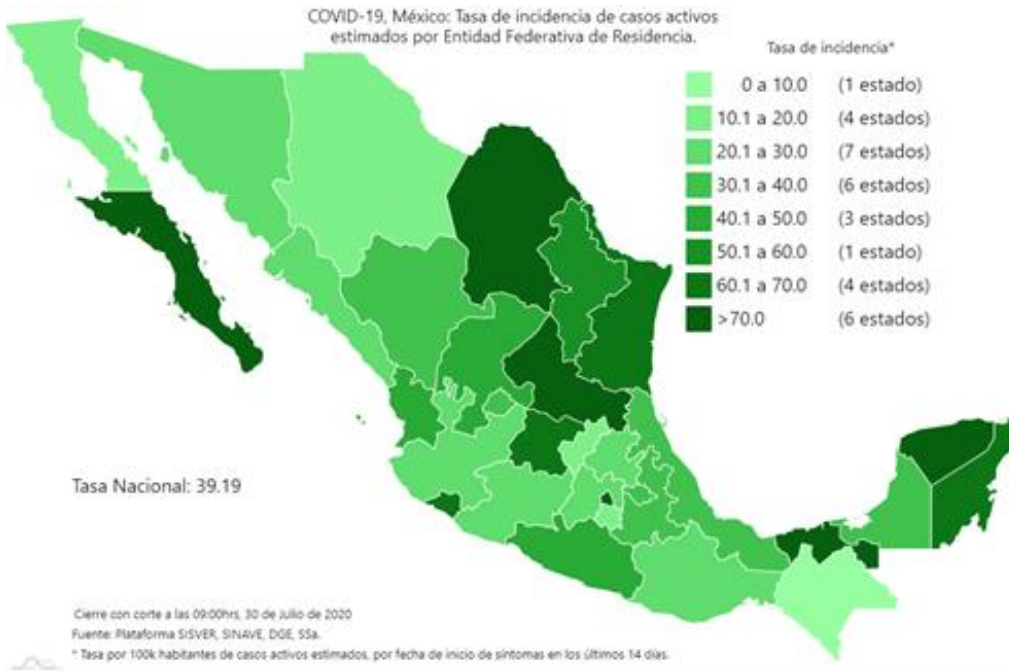 COVID-19, México: Tasa de incidencia de casos activos
estimados por Entidad Federativa de Residencia.
Tasa de incidencia*
0 a 10.0 (1 estado)
10.1 a 20.0 (4 estados)
20.1 a 30.0 (7 estados)
30.1 a 40.0 (6 estados)
40.1 a 50.0 (3 estados)
50.1 a 60.0 (1 estado)
60.1 a 70.0 (4 estados)
>70.0 (6 estados)
Tasa Nacional: 39.19
Cierre con corte a las 09:00hrs, 30 de Julio de 2020
Fuente: Plataforma SISVER, SINAVE, DGE, SSa.
* Tasa por 100k habitantes de casos activos estimados, por fecha de inicio de síntomas en los últimos 14 días.